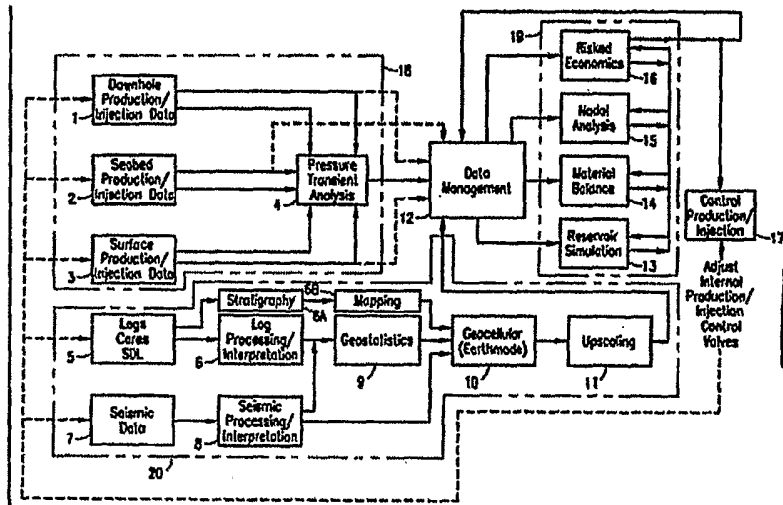 18
Downhole
Production/
Injection Data
1
Seabed
Production/
Injection Data
2
Surface
Production/
Injection Data
3
Pressure
Transient
Analysis
4
Data
Management
12
19
Risked
Economics
16
Nodal
Analysis
15
Material
Balance
14
Reservoir
Simulation
13
Control
Production/
Injection
17
Adjust
Internal
Production/
Injection
Control
Valves
Logs
Cores
SDL
5
Stratigraphy
6A
6B
Mapping
Log
Processing/
Interpretation
6
Geostatistics
9
Geocellular
(Earthmode)
10
Upscaling
11
Seismic
Data
7
Seismic
Processing/
Interpretation
8
20